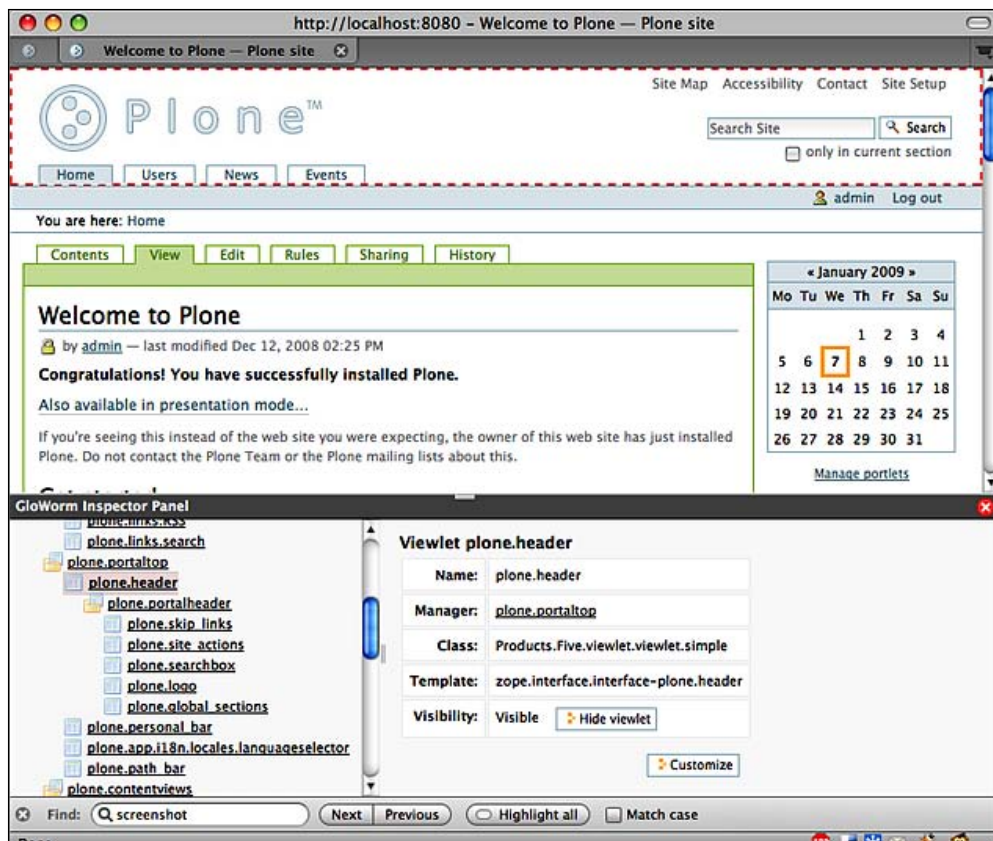 http://localhost:8080 – Welcome to Plone — Plone site
Welcome to Plone — Plone site
Site Map Accessibility Contact Site Setup
Plone™
Search Site Search
only in current section
Home Users News Events
admin Log out
You are here: Home
Contents View Edit Rules Sharing History
« January 2009 »
Mo Tu We Th Fr Sa Su
1 2 3 4
5 6 7 8 9 10 11
12 13 14 15 16 17 18
19 20 21 22 23 24 25
26 27 28 29 30 31
Manage portlets
Welcome to Plone
by admin — last modified Dec 12, 2008 02:25 PM
Congratulations! You have successfully installed Plone.
Also available in presentation mode...
If you're seeing this instead of the web site you were expecting, the owner of this web site has just installed
Plone. Do not contact the Plone Team or the Plone mailing lists about this.
GloWorm Inspector Panel
plone.links.RSS
plone.links.search
plone.portaltop
plone.header
plone.portalheader
plone.skip_links
plone.site_actions
plone.searchbox
plone.logo
plone.global_sections
plone.personal_bar
plone.app.i18n.locales.languageselector
plone.path_bar
plone.contentviews
Viewlet plone.header
Name: plone.header
Manager: plone.portaltop
Class: Products.Five.viewlet.viewlet.simple
Template: zope.interface.interface-plone.header
Visibility: Visible Hide viewlet
Customize
Find: screenshot Next Previous Highlight all Match case